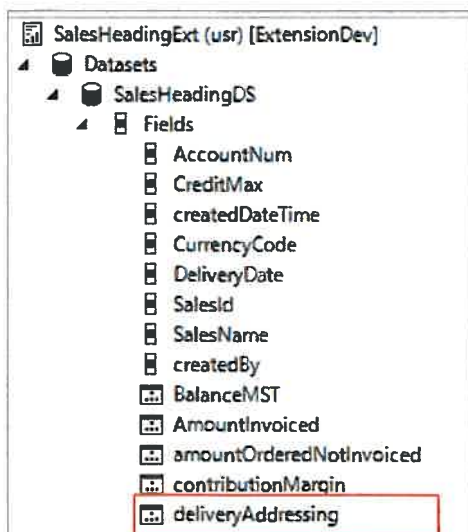 SalesHeadingExt (usr) [ExtensionDev]
Datasets
SalesHeadingDS
Fields
AccountNum
CreditMax
createdDateTime
CurrencyCode
DeliveryDate
SalesId
SalesName
createdBy
BalanceMST
AmountInvoiced
amountOrderedNotInvoiced
contributionMargin
deliveryAddressing